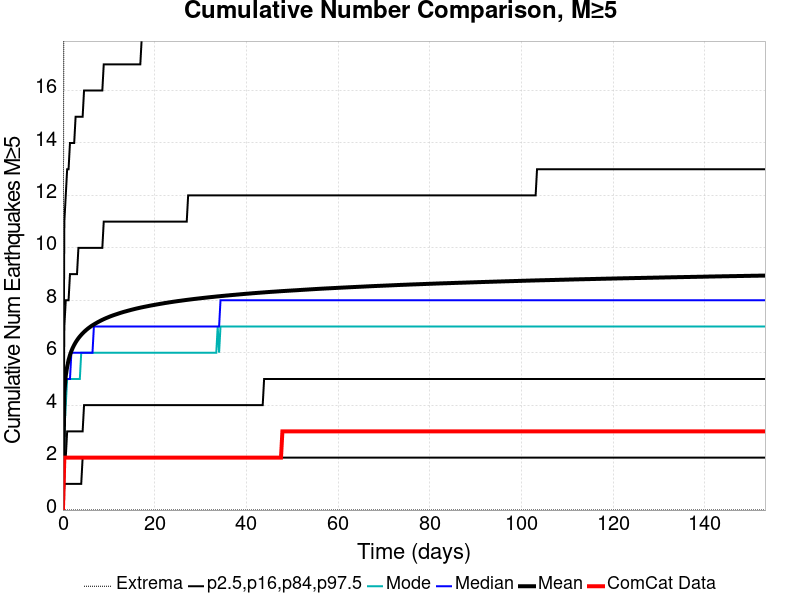 Cumulative Number Comparison, M≥5
Cumulative Num Earthquakes M≥5
16
14
12
10
8
6
4
2
0
0 20 40 60 80 100 120 140
Time (days)
Extrema p2.5,p16,p84,p97.5 Mode Median Mean ComCat Data